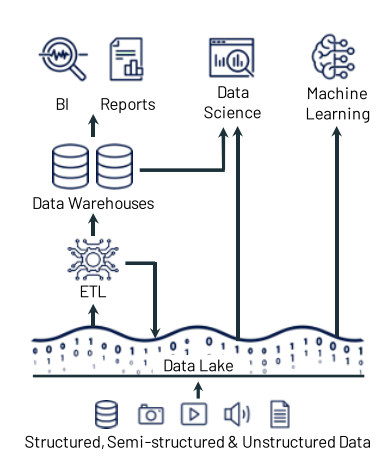 BI
Reports
Data
Science
Machine
Learning
Data Warehouses
ETL
Data Lake
Structured, Semi-structured & Unstructured Data